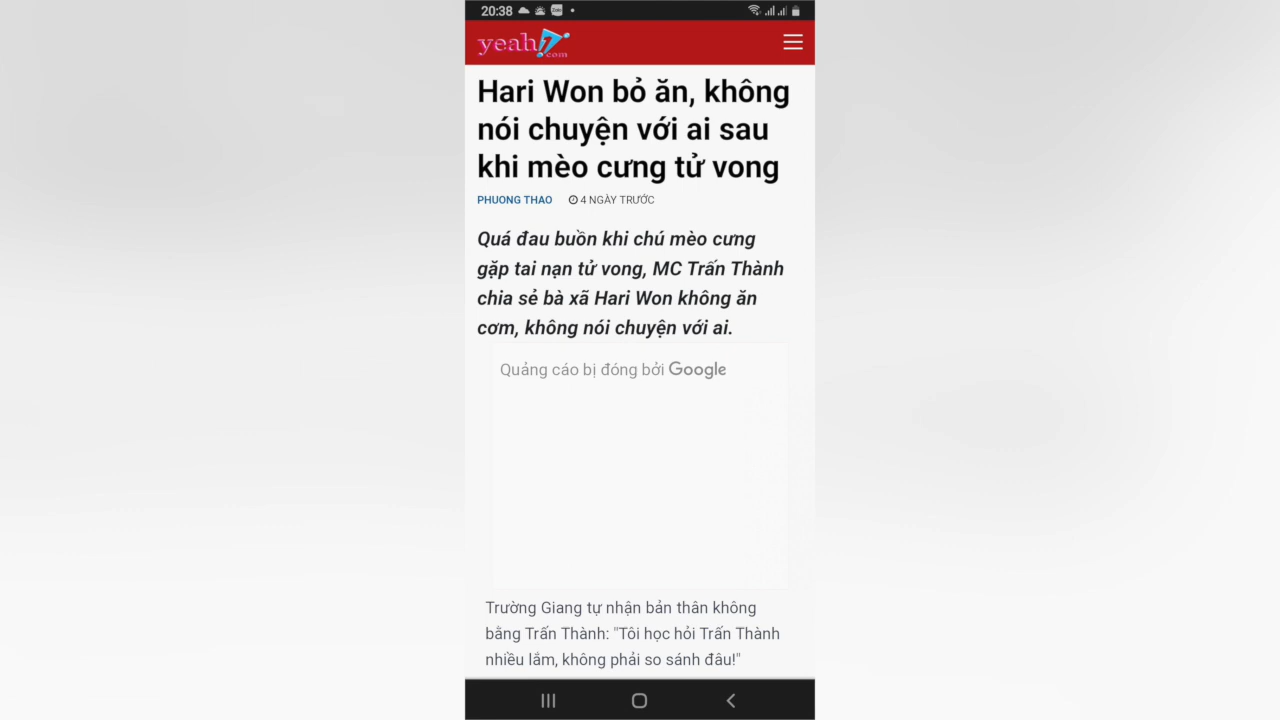 20:38
Zalo
yeah1
.com
Hari Won bỏ ăn, không
nói chuyện với ai sau
khi mèo cưng tử vong
PHUONG THAO 4 NGÀY TRƯỚC
Quá đau buồn khi chú mèo cưng
gặp tai nạn tử vong, MC Trấn Thành
chia sẻ bà xã Hari Won không ăn
cơm, không nói chuyện với ai.
Quảng cáo bị đóng bởi Google
Trường Giang tự nhận bản thân không
bằng Trấn Thành: "Tôi học hỏi Trấn Thành
nhiều lắm, không phải so sánh đâu!"